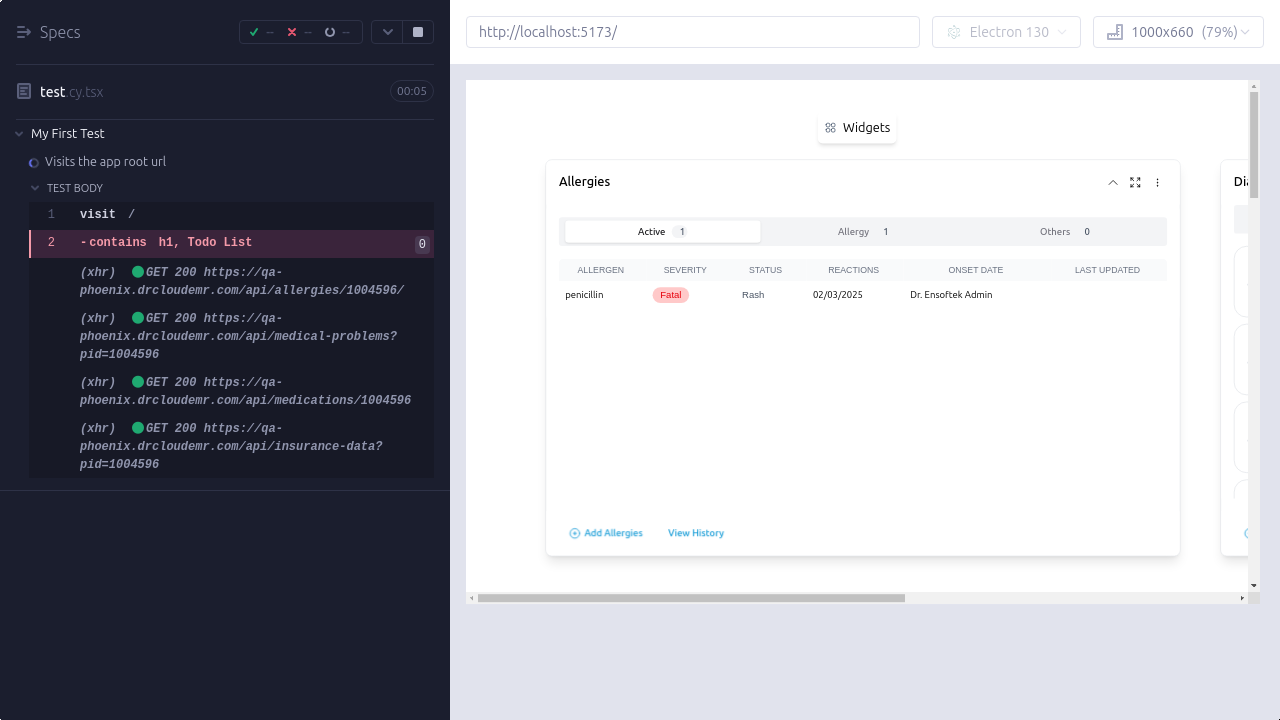 Specs
-- -- --
http://localhost:5173/
Electron 130
1000x660 (79%)
test.cy.tsx
00:05
My First Test
Visits the app root url
TEST BODY
1 visit /
2 -contains h1, Todo List 0
(xhr) GET 200 https://qa-
phoenix.drcloudemr.com/api/allergies/1004596/
(xhr) GET 200 https://qa-
phoenix.drcloudemr.com/api/medical-problems?
pid=1004596
(xhr) GET 200 https://qa-
phoenix.drcloudemr.com/api/medications/1004596
(xhr) GET 200 https://qa-
phoenix.drcloudemr.com/api/insurance-data?
pid=1004596
Widgets
Allergies
Active 1 Allergy 1 Others 0
ALLERGEN SEVERITY STATUS REACTIONS ONSET DATE LAST UPDATED
penicillin Fatal Rash 02/03/2025 Dr. Ensoftek Admin
Add Allergies View History